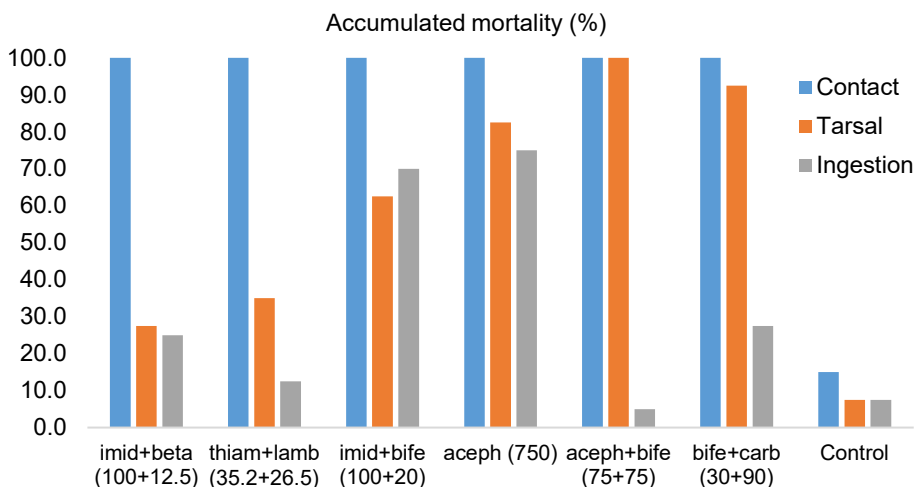 Accumulated mortality (%)
100.0
90.0
80.0
70.0
60.0
50.0
40.0
30.0
20.0
10.0
0.0
Contact
Tarsal
Ingestion
imid+beta thiam+lamb imid+bife aceph (750) aceph+bife bife+carb Control
(100+12.5) (35.2+26.5) (100+20) (75+75) (30+90)